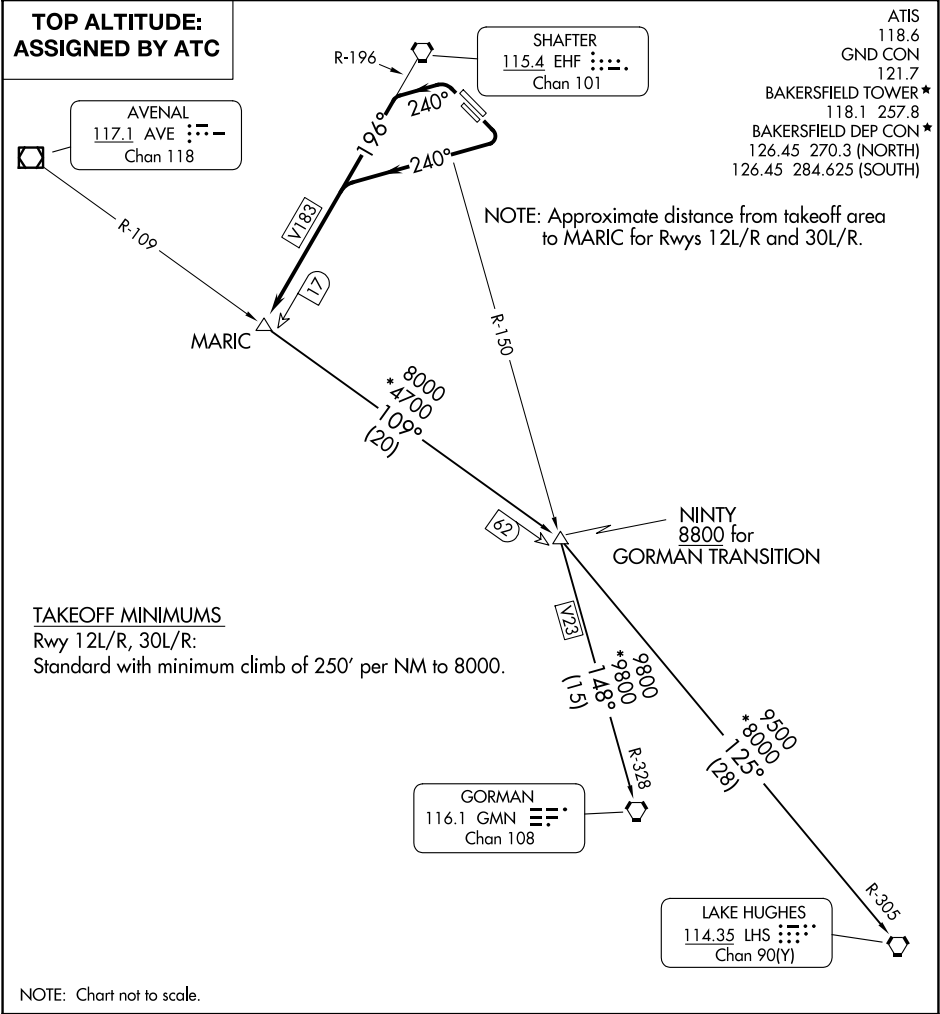 TOP ALTITUDE:
ASSIGNED BY ATC
ATIS
118.6
GND CON
121.7
BAKERSFIELD TOWER★
118.1 257.8
BAKERSFIELD DEP CON★
126.45 270.3 (NORTH)
126.45 284.625 (SOUTH)
SHAFTER
115.4 EHF
Chan 101
R-196
AVENAL
117.1 AVE
Chan 118
240°
196°
240°
V183
R-109
17
MARIC
NOTE: Approximate distance from takeoff area
to MARIC for Rwys 12L/R and 30L/R.
R-150
8000
*4700
109°
(20)
62
NINTY
8800 for
GORMAN TRANSITION
TAKEOFF MINIMUMS
Rwy 12L/R, 30L/R:
Standard with minimum climb of 250' per NM to 8000.
V23
9800
*9800
148°
(15)
R-328
9500
*8000
125°
(28)
R-305
GORMAN
116.1 GMN
Chan 108
LAKE HUGHES
114.35 LHS
Chan 90(Y)
NOTE: Chart not to scale.